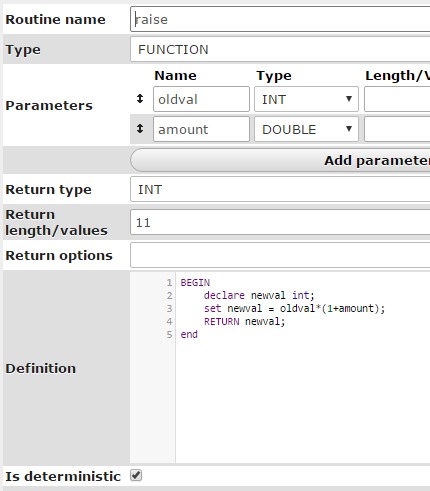 Routine name raise
Type FUNCTION
Name Type Length/V
Parameters
oldval INT
amount DOUBLE
Add parameter
Return type INT
Return
length/values 11
Return options
Definition
1 BEGIN
2 declare newval int;
3 set newval = oldval*(1+amount);
4 RETURN newval;
5 end
Is deterministic